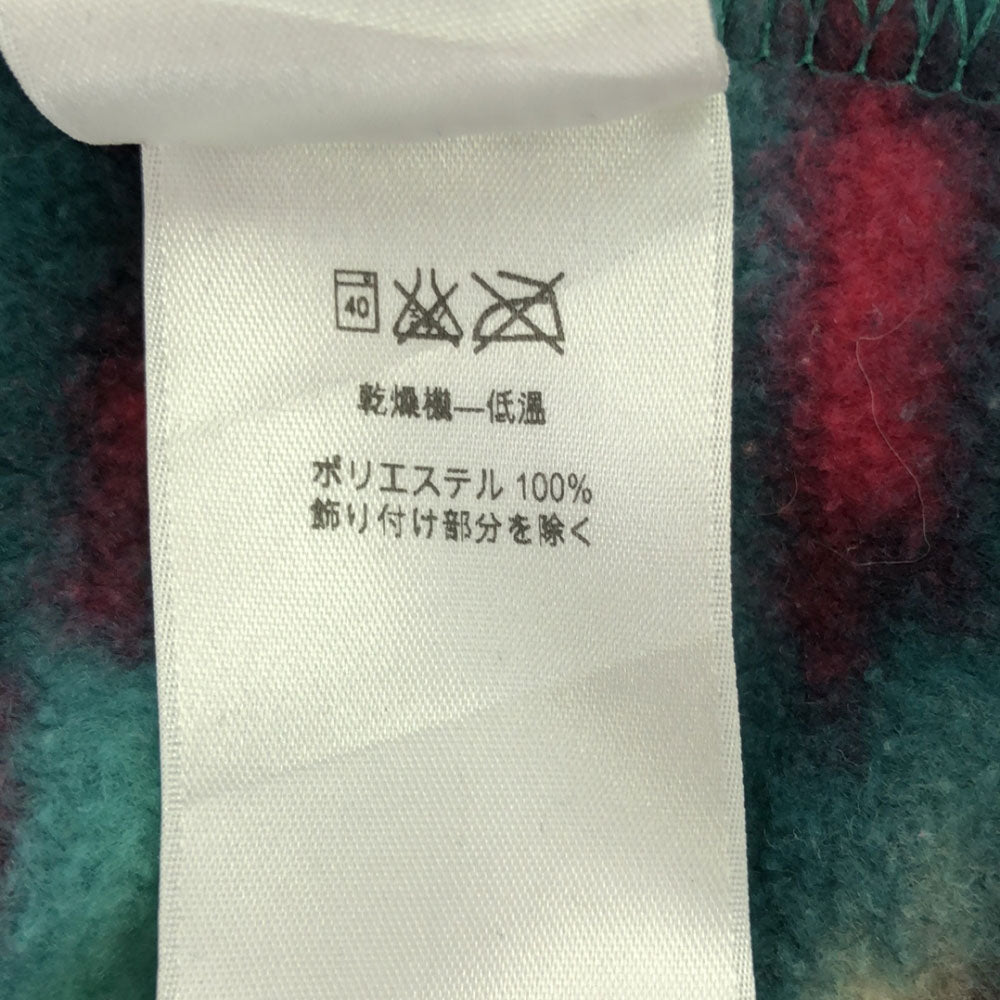 40
乾燥機—低溫
ポリエステル 100%
飾り付け部分を除く